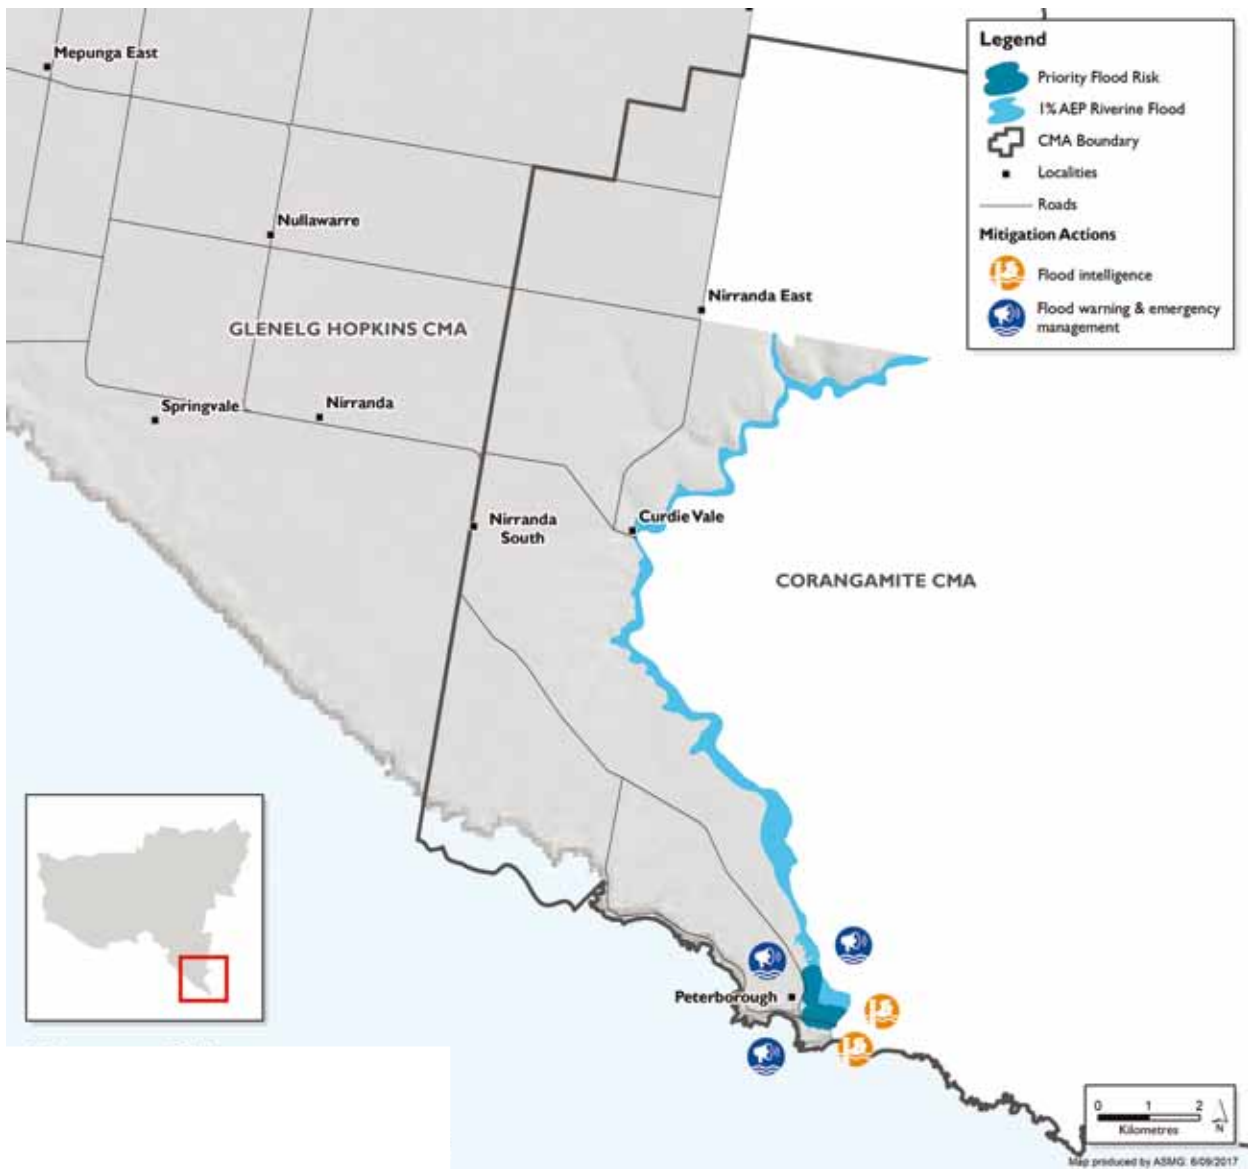 Mepunga East
Legend
Priority Flood Risk
1% AEP Riverine Flood
CMA Boundary
Localities
Roads
Mitigation Actions
Flood intelligence
Flood warning & emergency
management
Nullawarre
Nirranda East
GLENELG HOPKINS CMA
Springvale
Nirranda
Nirranda
South
Curdie Vale
CORANGAMITE CMA
Peterborough
0 1 2
Kilometres
N
Map produced by ASMG: 6/09/2017